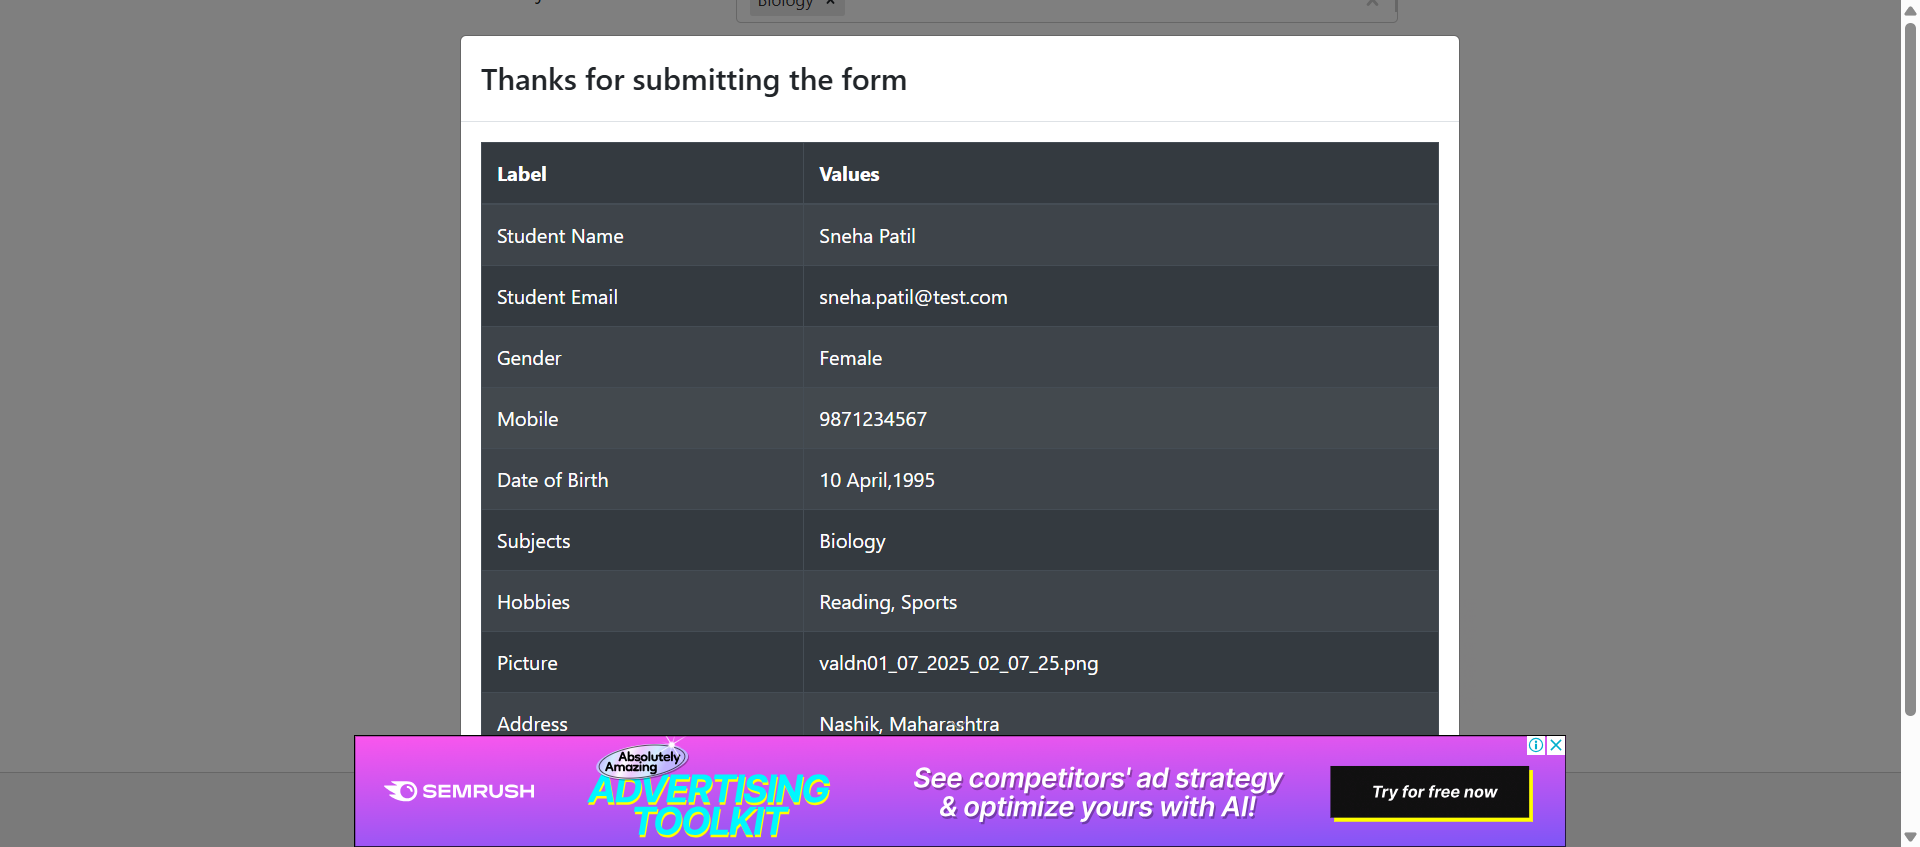 Biology ×
Thanks for submitting the form
Label Values
Student Name Sneha Patil
Student Email sneha.patil@test.com
Gender Female
Mobile 9871234567
Date of Birth 10 April,1995
Subjects Biology
Hobbies Reading, Sports
Picture valdn01_07_2025_02_07_25.png
Address Nashik, Maharashtra
SEMRUSH
Absolutely
Amazing
ADVERTISING
TOOLKIT
See competitors' ad strategy
& optimize yours with AI!
Try for free now